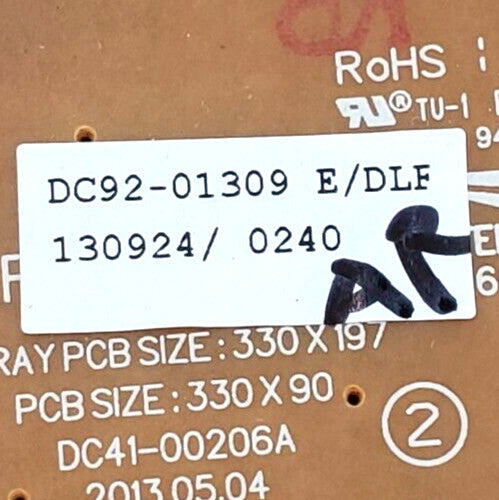 RoHS
® TU-1
94
DC92-01309 E/DLF
130924/ 0240
AR
RAY PCB SIZE : 330 X 197
PCB SIZE : 330 X 90
2
DC41-00206A
2013.05.04